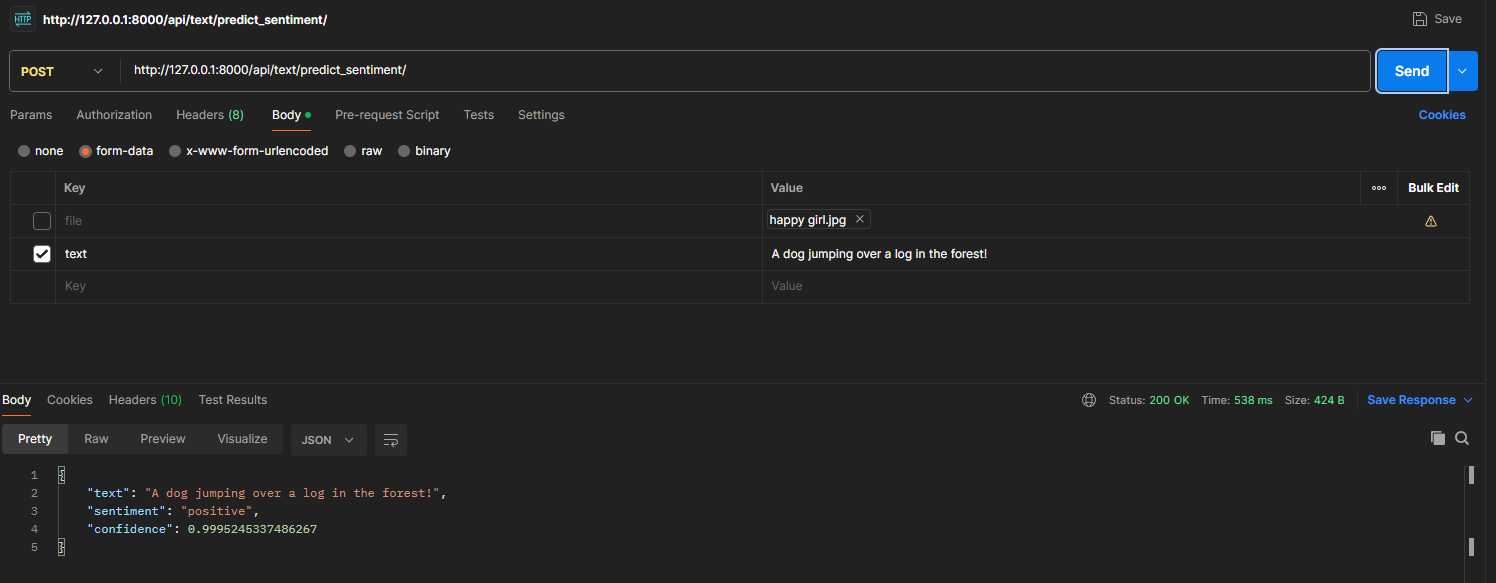 HTTP http://127.0.0.1:8000/api/text/predict_sentiment/ Save
POST http://127.0.0.1:8000/api/text/predict_sentiment/ Send
Params Authorization Headers (8) Body Pre-request Script Tests Settings Cookies
none form-data x-www-form-urlencoded raw binary
Key Value Bulk Edit
file happy girl.jpg
text A dog jumping over a log in the forest!
Key Value
Body Cookies Headers (10) Test Results Status: 200 OK Time: 538 ms Size: 424 B Save Response
Pretty Raw Preview Visualize JSON
1 {
2 "text": "A dog jumping over a log in the forest!",
3 "sentiment": "positive",
4 "confidence": 0.9995245337486267
5 }